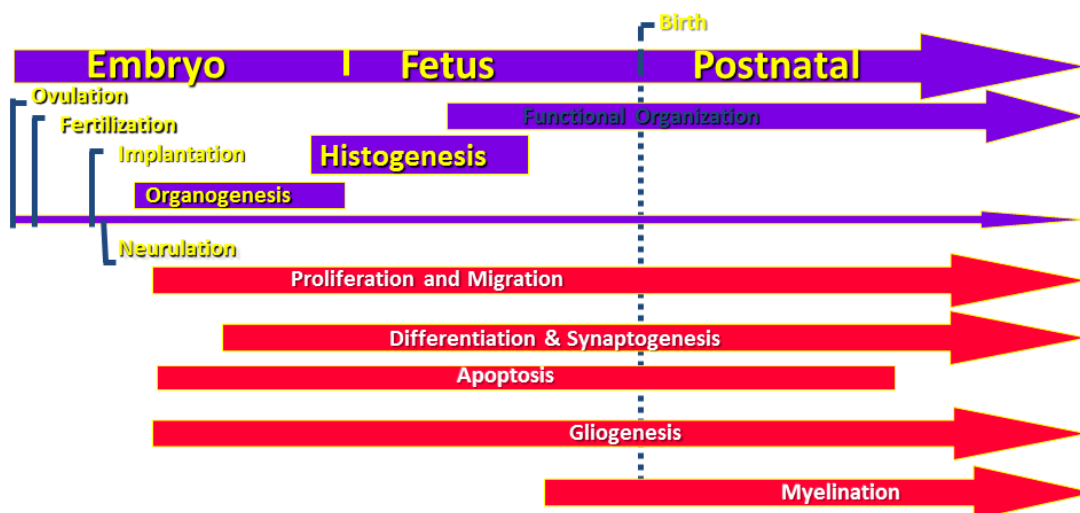 Birth
Embryo Fetus Postnatal
Ovulation
Functional Organization
Fertilization
Implantation
Histogenesis
Organogenesis
Neurulation
Proliferation and Migration
Differentiation & Synaptogenesis
Apoptosis
Gliogenesis
Myelination